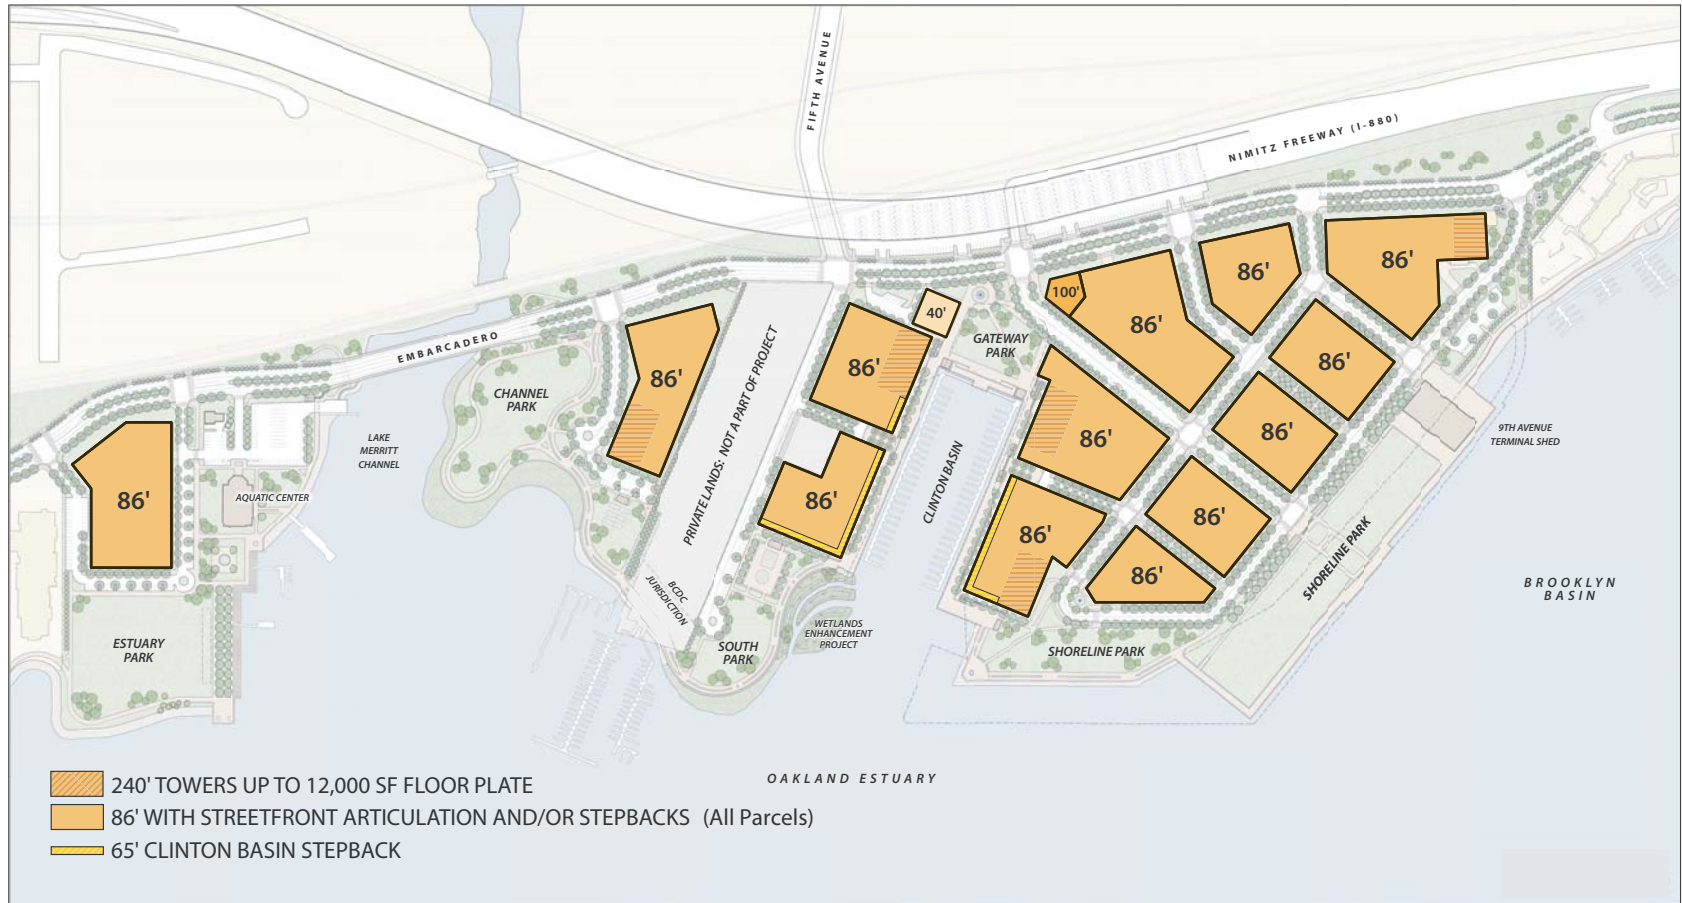 FIFTH AVENUE
NIMITZ FREEWAY (I-880)
EMBARCADERO
86'
86'
86'
86'
100'
86'
40'
86'
86'
86'
86'
86'
86'
86'
86'
86'
GATEWAY
PARK
CHANNEL
PARK
LAKE
MERRITT
CHANNEL
AQUATIC CENTER
PRIVATE LANDS: NOT A PART OF PROJECT
CLINTON BASIN
9TH AVENUE
TERMINAL SHED
SHORELINE PARK
BROOKLYN
BASIN
BCDC
JURISDICTION
ESTUARY
PARK
SOUTH
PARK
WETLANDS
ENHANCEMENT
PROJECT
SHORELINE PARK
OAKLAND ESTUARY
240' TOWERS UP TO 12,000 SF FLOOR PLATE
86' WITH STREETFRONT ARTICULATION AND/OR STEPBACKS (All Parcels)
65' CLINTON BASIN STEPBACK